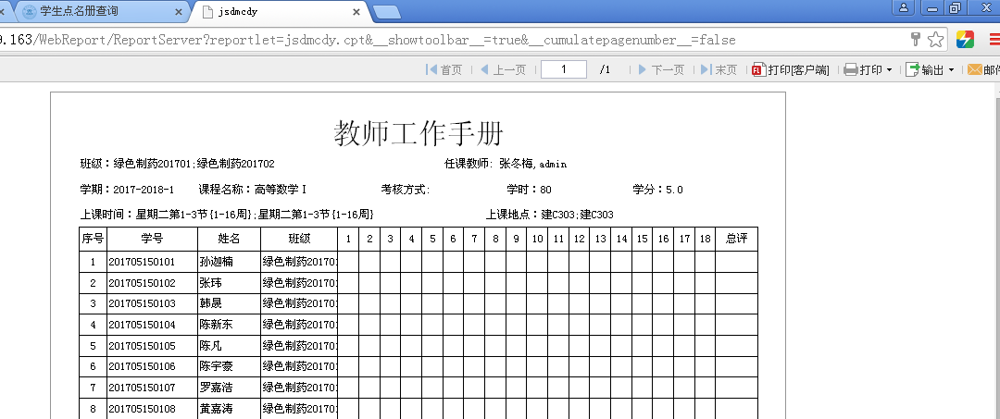 学生点名册查询 jsdmcdy
9.163/WebReport/ReportServer?reportlet=jsdmcdy.cpt&__showtoolbar__=true&__cumulatepagenumber__=false
首页 上一页 1 /1 下一页 末页 打印[客户端] 打印 输出 邮件
教师工作手册
班级：绿色制药201701;绿色制药201702 任课教师: 张冬梅,admin
学期：2017-2018-1 课程名称：高等数学Ⅰ 考核方式: 学时：80 学分：5.0
上课时间：星期二第1-3节{1-16周};星期二第1-3节{1-16周} 上课地点：建C303;建C303
序号 学号 姓名 班级 1 2 3 4 5 6 7 8 9 10 11 12 13 14 15 16 17 18 总评
1 201705150101 孙迦楠 绿色制药20170
2 201705150102 张玮 绿色制药20170
3 201705150103 韩晟 绿色制药20170
4 201705150104 陈新东 绿色制药20170
5 201705150105 陈凡 绿色制药20170
6 201705150106 陈宇豪 绿色制药20170
7 201705150107 罗嘉浩 绿色制药20170
8 201705150108 黄嘉涛 绿色制药20170